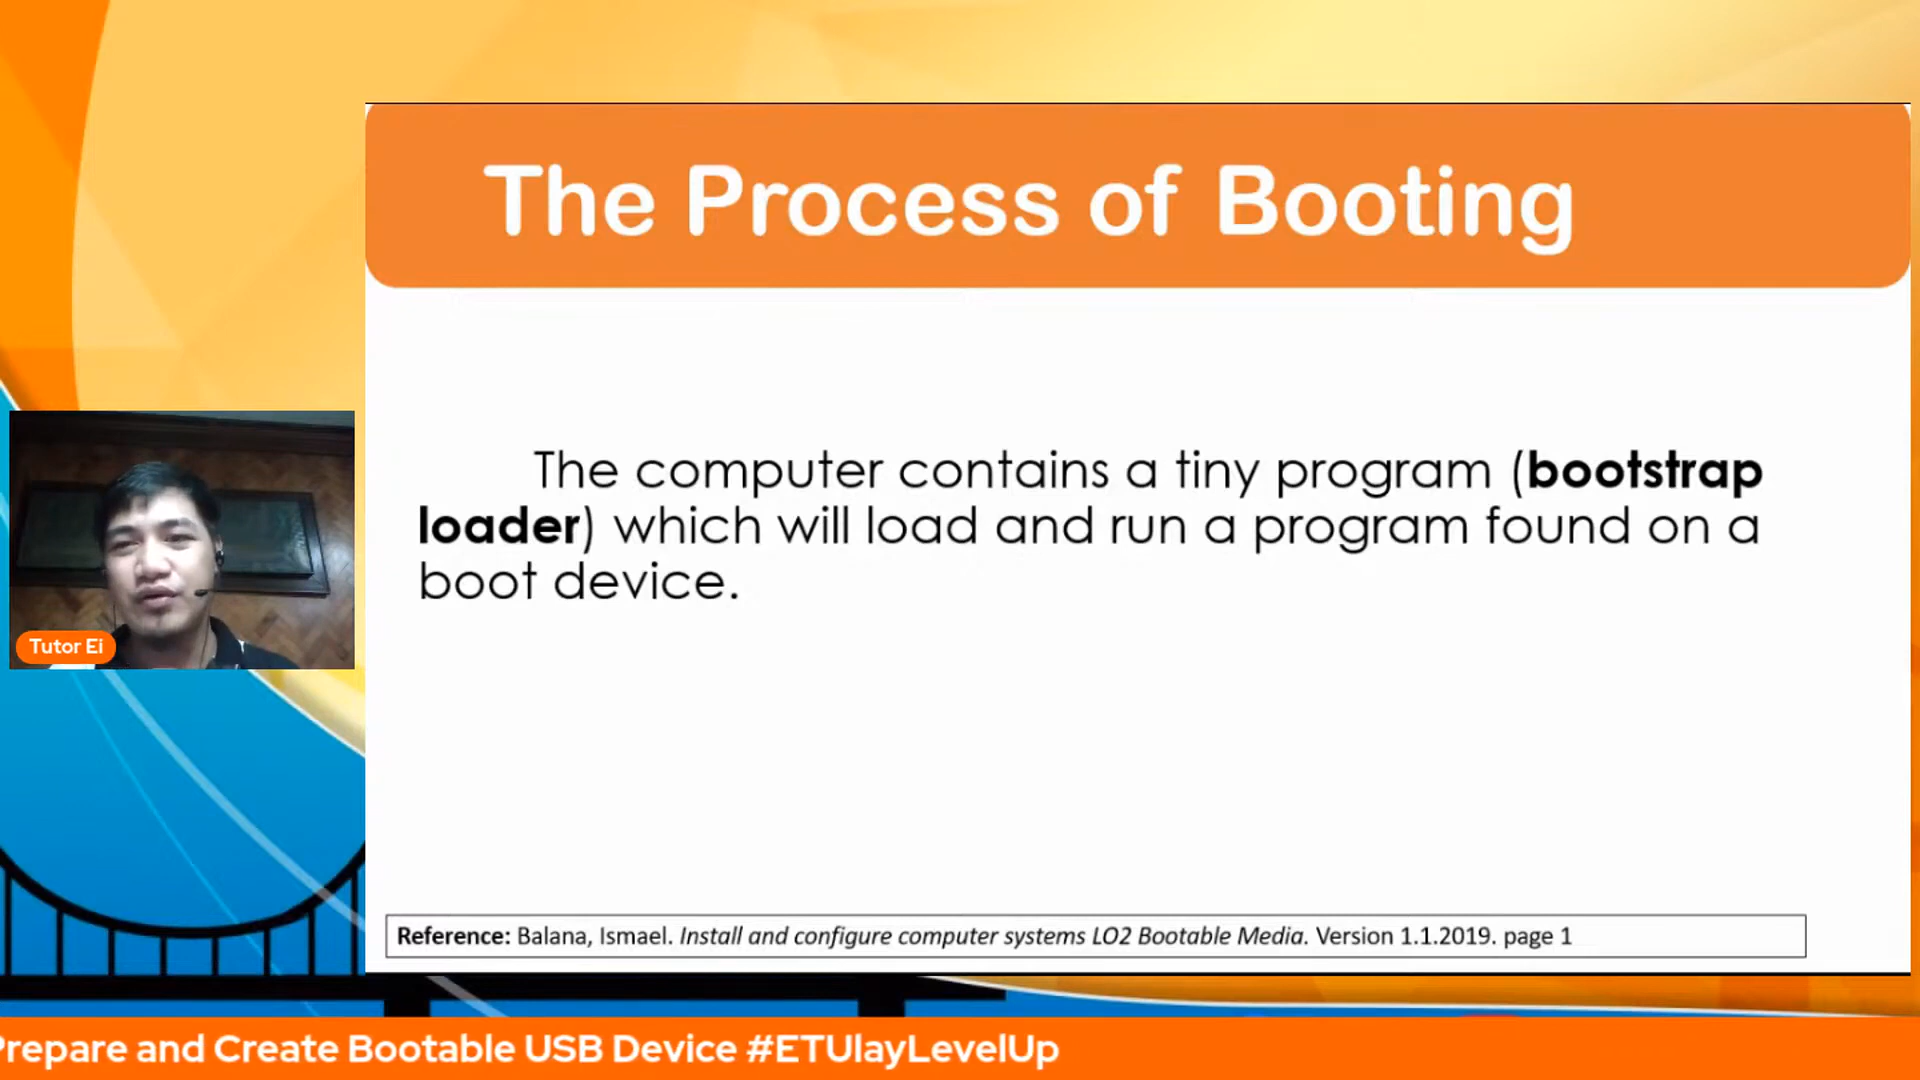 The Process of Booting
The computer contains a tiny program (bootstrap
loader) which will load and run a program found on a
boot device.
Tutor Ei
Reference: Balana, Ismael. Install and configure computer systems LO2 Bootable Media. Version 1.1.2019. page 1
Prepare and Create Bootable USB Device #ETUlayLevelUp